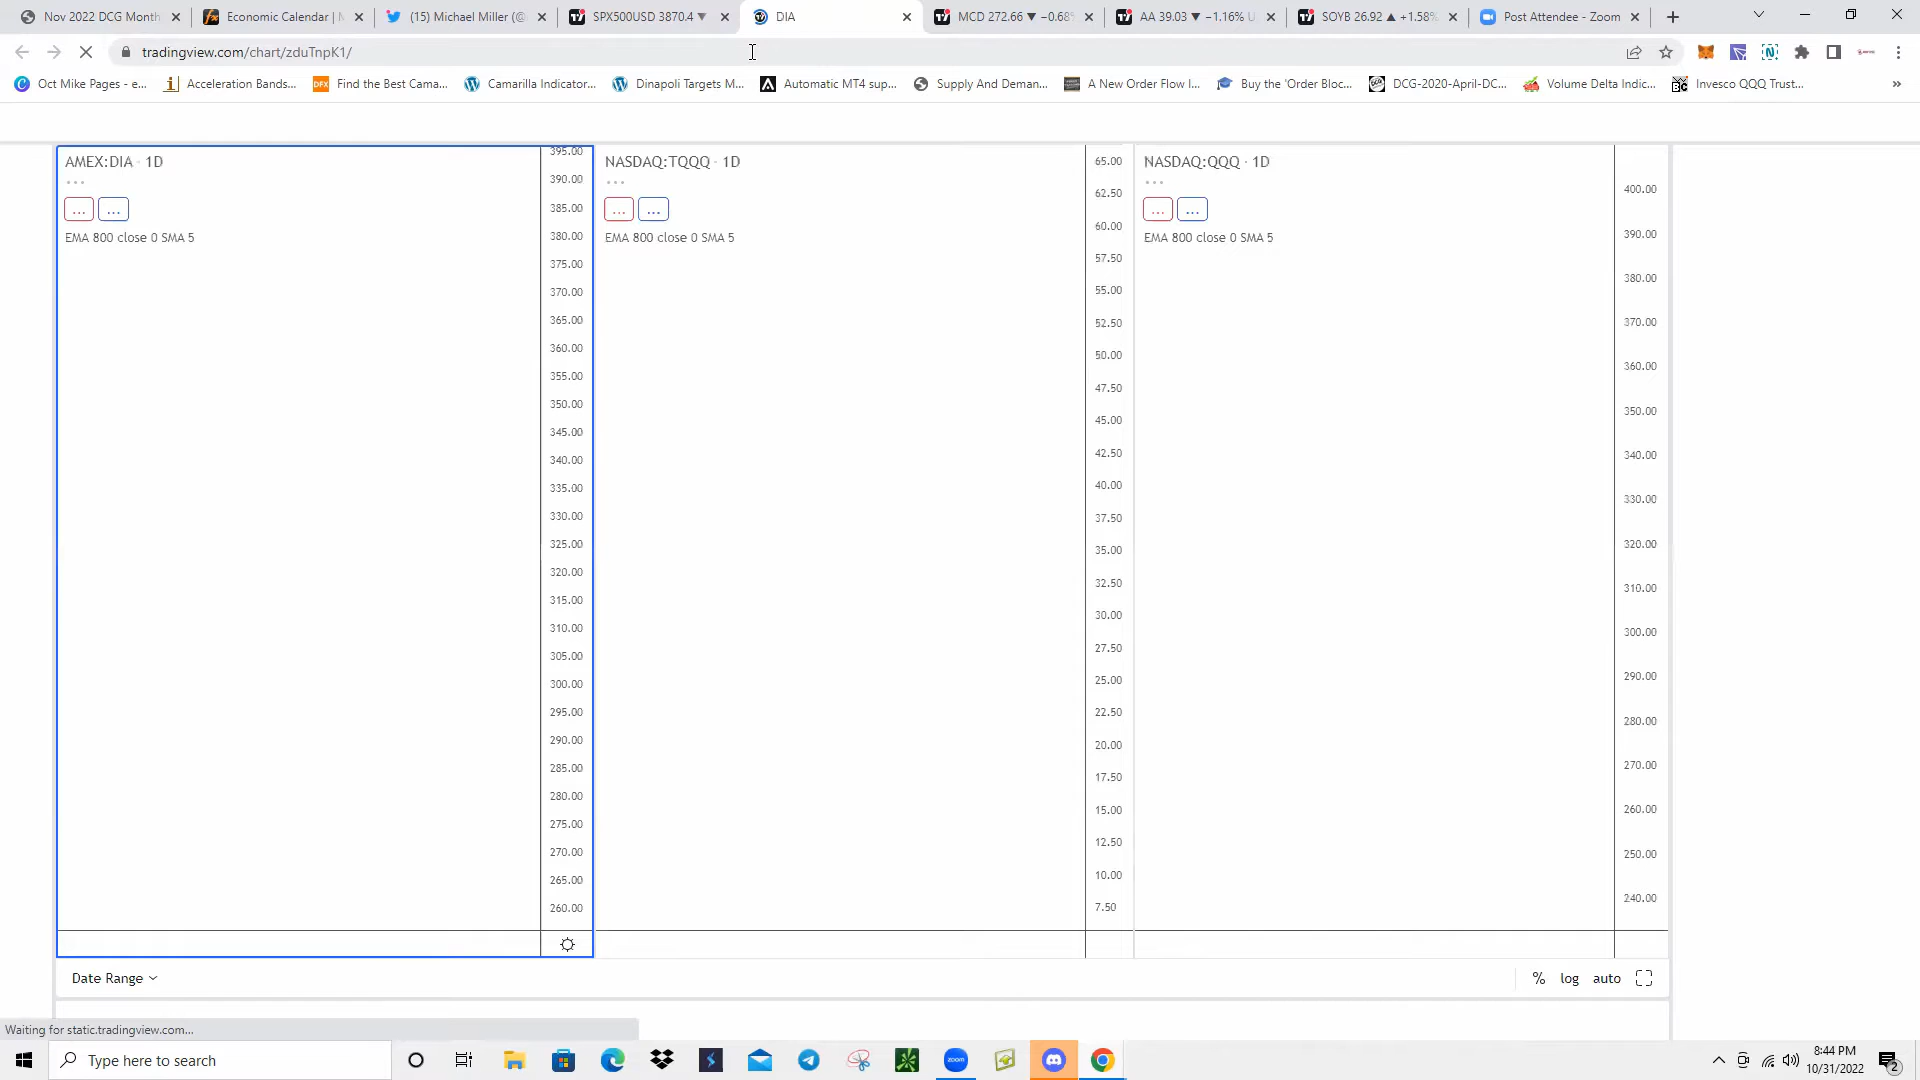 Nov 2022 DCG Month
Economic Calendar |
(15) Michael Miller (@
SPX500USD 3870.4 ▼
DIA
MCD 272.66 ▼ −0.68%
AA 39.03 ▼ −1.16% U
SOYB 26.92 ▲ +1.58%
Post Attendee - Zoom
tradingview.com/chart/zduTnpK1/
Oct Mike Pages - e...
Acceleration Bands...
Find the Best Cama...
Camarilla Indicator...
Dinapoli Targets M...
Automatic MT4 sup...
Supply And Deman...
A New Order Flow I...
Buy the 'Order Bloc...
DCG-2020-April-DC...
Volume Delta Indic...
Invesco QQQ Trust...
»
AMEX:DIA · 1D
...
... ...
EMA 800 close 0 SMA 5
395.00
390.00
385.00
380.00
375.00
370.00
365.00
360.00
355.00
350.00
345.00
340.00
335.00
330.00
325.00
320.00
315.00
310.00
305.00
300.00
295.00
290.00
285.00
280.00
275.00
270.00
265.00
260.00
NASDAQ:TQQQ · 1D
...
... ...
EMA 800 close 0 SMA 5
65.00
62.50
60.00
57.50
55.00
52.50
50.00
47.50
45.00
42.50
40.00
37.50
35.00
32.50
30.00
27.50
25.00
22.50
20.00
17.50
15.00
12.50
10.00
7.50
NASDAQ:QQQ · 1D
...
... ...
EMA 800 close 0 SMA 5
400.00
390.00
380.00
370.00
360.00
350.00
340.00
330.00
320.00
310.00
300.00
290.00
280.00
270.00
260.00
250.00
240.00
Date Range
% log auto
Waiting for static.tradingview.com...
Type here to search
zoom
8:44 PM
10/31/2022
2